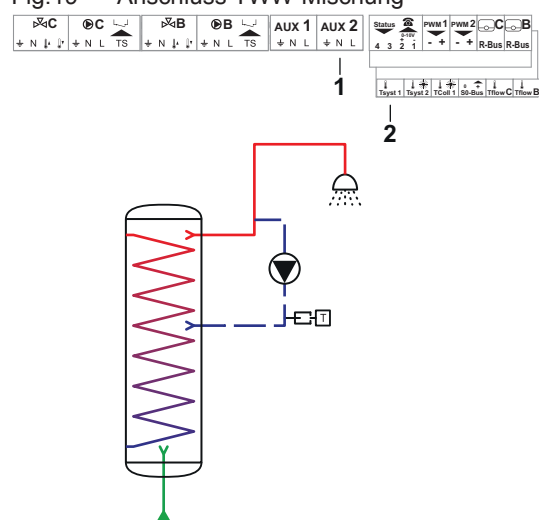 Fig.19 Anschluss TWW-Mischung
C C B B AUX 1 AUX 2 Status 0-10V PWM 1 PWM 2 C B
N N L TS N N L TS N L N L 4 3 2 1 - + - + R-Bus R-Bus
Tsyst 1 Tsyst 2 TColl 1 S0-Bus Tflow C Tflow B
1
2
T